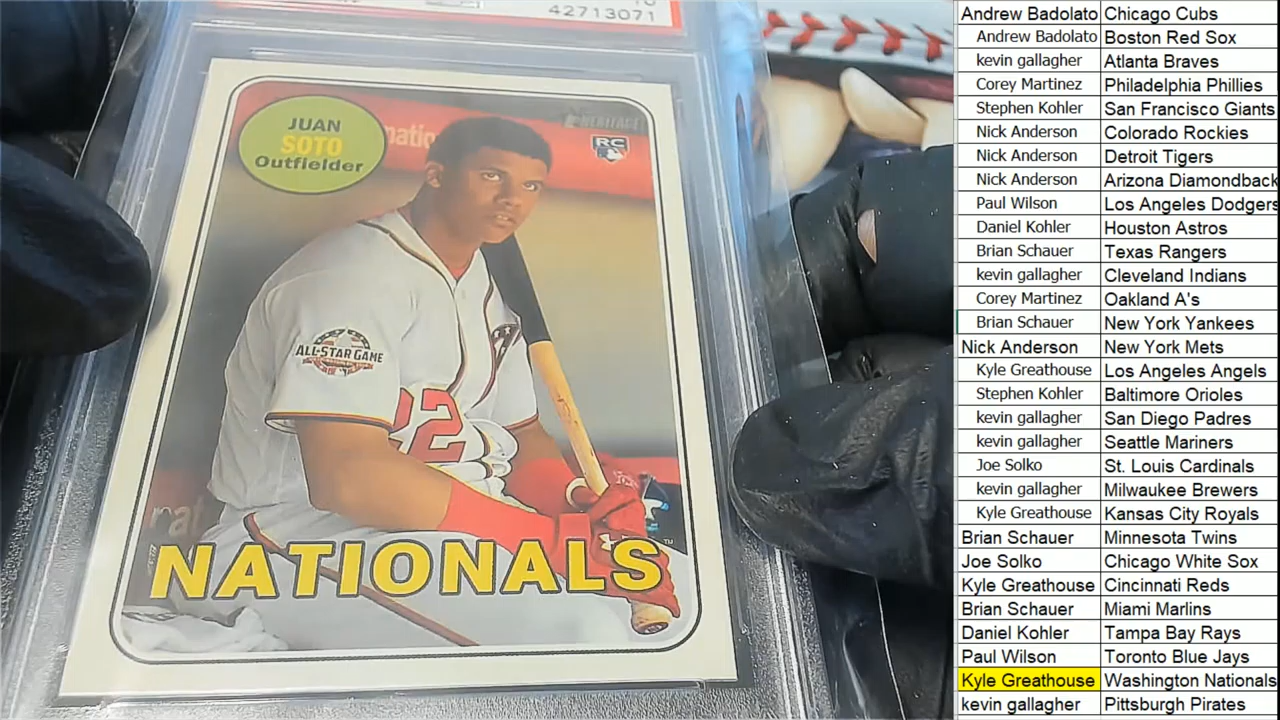 42713071
JUAN
SOTO
Outfielder
HERITAGE
RC
ALL-STAR GAME
22
NATIONALS
Andrew Badolato Chicago Cubs
Andrew Badolato Boston Red Sox
kevin gallagher Atlanta Braves
Corey Martinez Philadelphia Phillies
Stephen Kohler San Francisco Giants
Nick Anderson Colorado Rockies
Nick Anderson Detroit Tigers
Nick Anderson Arizona Diamondback
Paul Wilson Los Angeles Dodgers
Daniel Kohler Houston Astros
Brian Schauer Texas Rangers
kevin gallagher Cleveland Indians
Corey Martinez Oakland A's
Brian Schauer New York Yankees
Nick Anderson New York Mets
Kyle Greathouse Los Angeles Angels
Stephen Kohler Baltimore Orioles
kevin gallagher San Diego Padres
kevin gallagher Seattle Mariners
Joe Solko St. Louis Cardinals
kevin gallagher Milwaukee Brewers
Kyle Greathouse Kansas City Royals
Brian Schauer Minnesota Twins
Joe Solko Chicago White Sox
Kyle Greathouse Cincinnati Reds
Brian Schauer Miami Marlins
Daniel Kohler Tampa Bay Rays
Paul Wilson Toronto Blue Jays
Kyle Greathouse Washington Nationals
kevin gallagher Pittsburgh Pirates